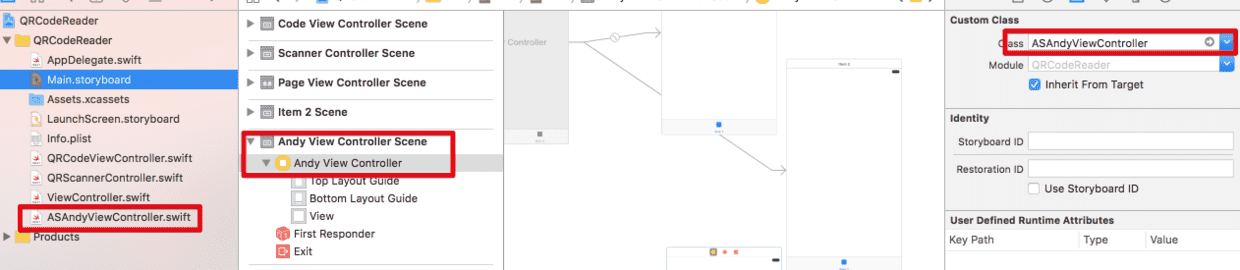 QRCodeReader
QRCodeReader
AppDelegate.swift
Main.storyboard
Assets.xcassets
LaunchScreen.storyboard
Info.plist
QRCodeViewController.swift
QRScannerController.swift
ViewController.swift
ASAndyViewController.swift
Products
Code View Controller Scene
Scanner Controller Scene
Page View Controller Scene
Item 2 Scene
Andy View Controller Scene
Andy View Controller
Top Layout Guide
Bottom Layout Guide
View
First Responder
Exit
Controller
Item 2
Custom Class
Class ASAndyViewController
Module QRCodeReader
Inherit From Target
Identity
Storyboard ID
Restoration ID
Use Storyboard ID
User Defined Runtime Attributes
Key Path Type Value